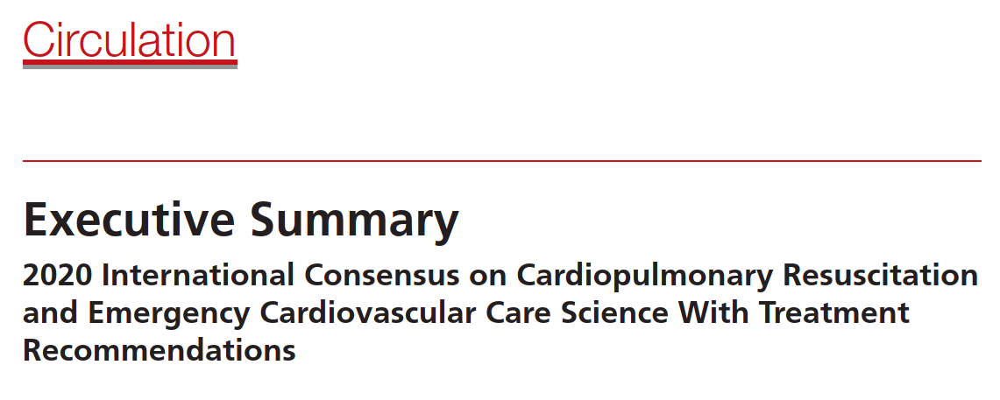 Circulation
Executive Summary
2020 International Consensus on Cardiopulmonary Resuscitation
and Emergency Cardiovascular Care Science With Treatment
Recommendations